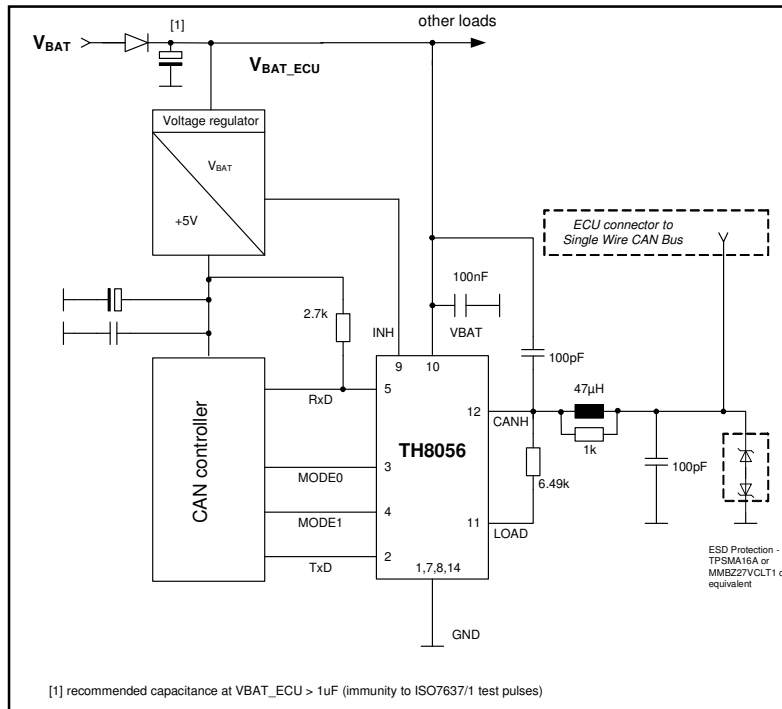 [1]
other loads
VBAT
VBAT_ECU
Voltage regulator
VBAT
+5V
ECU connector to
Single Wire CAN Bus
100nF
2.7k
INH
VBAT
9
10
100pF
47µH
5
12
RxD
CANH
1k
CAN controller
TH8056
3
MODE0
6.49k
100pF
4
MODE1
11
LOAD
2
TxD
1,7,8,14
ESD Protection -
TPSMA16A or
MMBZ27VCLT1 o
equivalent
GND
[1] recommended capacitance at VBAT_ECU > 1uF (immunity to ISO7637/1 test pulses)